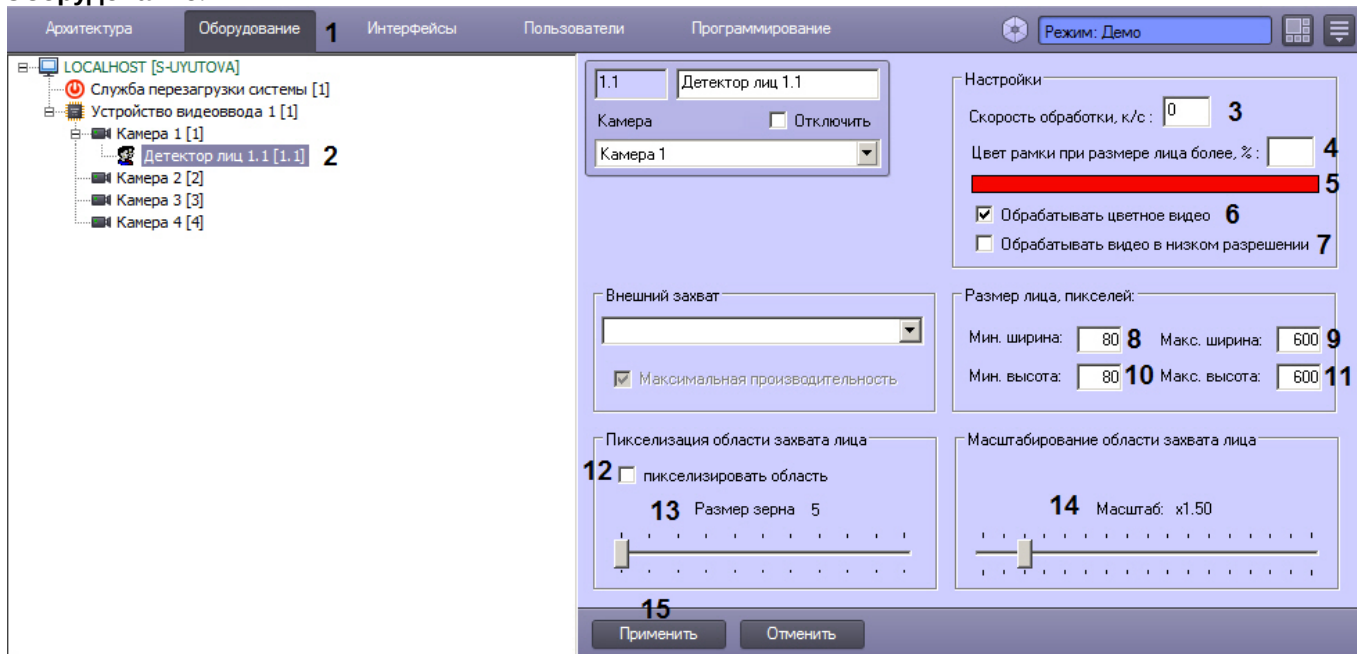 Оборудование.
Архитектура Оборудование 1 Интерфейсы Пользователи Программирование Режим: Демо
LOCALHOST [S-UYUTOVA]
Служба перезагрузки системы [1]
Устройство видеоввода 1 [1]
Камера 1 [1]
Детектор лиц 1.1 [1.1] 2
Камера 2 [2]
Камера 3 [3]
Камера 4 [4]
1.1 Детектор лиц 1.1
Камера Отключить
Камера 1
Настройки
Скорость обработки, к/с : 0 3
Цвет рамки при размере лица более, % : 4
5
Обрабатывать цветное видео 6
Обрабатывать видео в низком разрешении 7
Внешний захват
Максимальная производительность
Размер лица, пикселей:
Мин. ширина: 80 8 Макс. ширина: 600 9
Мин. высота: 80 10 Макс. высота: 600 11
Пикселизация области захвата лица
12 пикселизировать область
13 Размер зерна 5
Масштабирование области захвата лица
14 Масштаб: x1.50
15
Применить Отменить